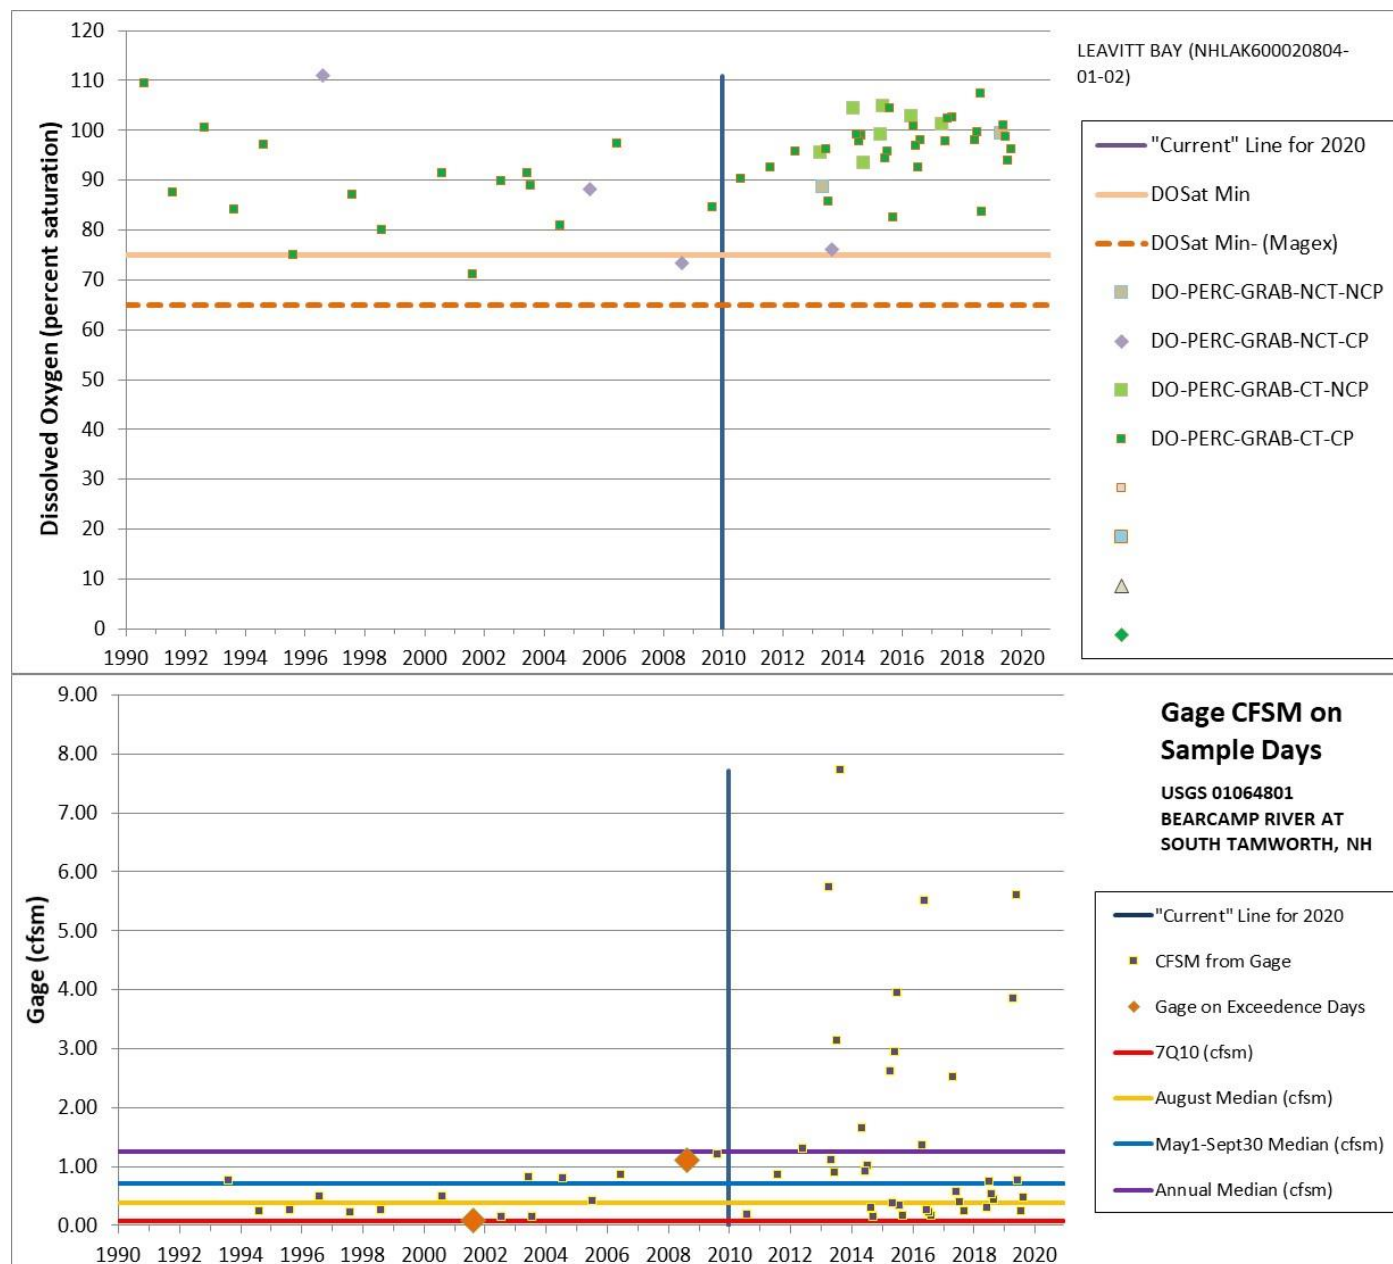 LEAVITT BAY (NHLAK600020804-
01-02)
Dissolved Oxygen (percent saturation)
120
110
100
90
80
70
60
50
40
30
20
10
0
1990 1992 1994 1996 1998 2000 2002 2004 2006 2008 2010 2012 2014 2016 2018 2020
"Current" Line for 2020
DOSat Min
DOSat Min- (Magex)
DO-PERC-GRAB-NCT-NCP
DO-PERC-GRAB-NCT-CP
DO-PERC-GRAB-CT-NCP
DO-PERC-GRAB-CT-CP
Gage (cfsm)
9.00
8.00
7.00
6.00
5.00
4.00
3.00
2.00
1.00
0.00
1990 1992 1994 1996 1998 2000 2002 2004 2006 2008 2010 2012 2014 2016 2018 2020
Gage CFSM on
Sample Days
USGS 01064801
BEARCAMP RIVER AT
SOUTH TAMWORTH, NH
"Current" Line for 2020
CFSM from Gage
Gage on Exceedence Days
7Q10 (cfsm)
August Median (cfsm)
May1-Sept30 Median (cfsm)
Annual Median (cfsm)